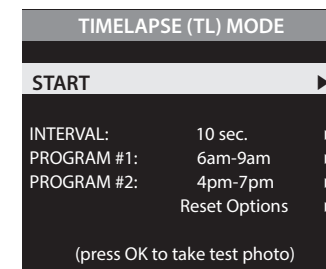 TIMELAPSE (TL) MODE
START
INTERVAL: 10 sec.
PROGRAM #1: 6am-9am
PROGRAM #2: 4pm-7pm
Reset Options
(press OK to take test photo)